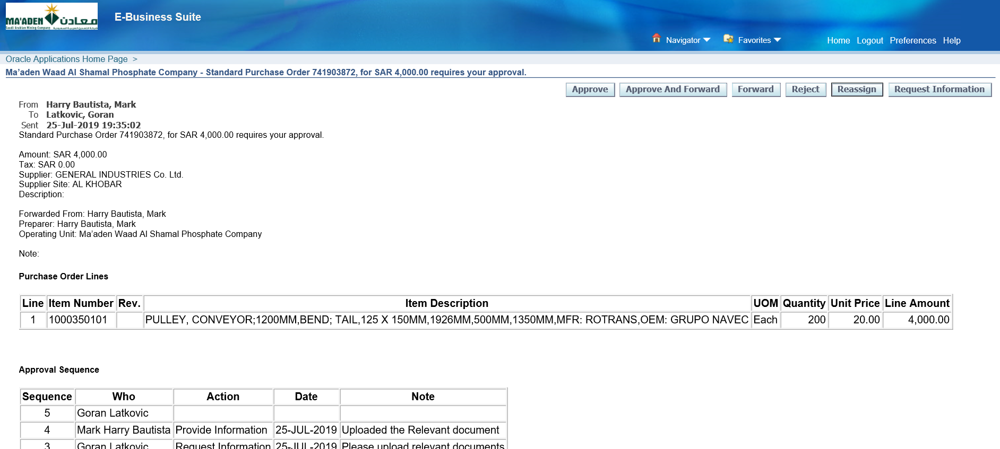 MA'ADEN معادن
Saudi Arabian Mining Company
E-Business Suite
Navigator Favorites Home Logout Preferences Help
Oracle Applications Home Page >
Ma’aden Waad Al Shamal Phosphate Company - Standard Purchase Order 741903872, for SAR 4,000.00 requires your approval.
Approve Approve And Forward Forward Reject Reassign Request Information
From Harry Bautista, Mark
To Latkovic, Goran
Sent 25-Jul-2019 19:35:02
Standard Purchase Order 741903872, for SAR 4,000.00 requires your approval.
Amount: SAR 4,000.00
Tax: SAR 0.00
Supplier: GENERAL INDUSTRIES Co. Ltd.
Supplier Site: AL KHOBAR
Description:
Forwarded From: Harry Bautista, Mark
Preparer: Harry Bautista, Mark
Operating Unit: Ma’aden Waad Al Shamal Phosphate Company
Note:
Purchase Order Lines
Line Item Number Rev. Item Description UOM Quantity Unit Price Line Amount
1 1000350101 PULLEY, CONVEYOR;1200MM,BEND; TAIL,125 X 150MM,1926MM,500MM,1350MM,MFR: ROTRANS,OEM: GRUPO NAVEC Each 200 20.00 4,000.00
Approval Sequence
Sequence Who Action Date Note
5 Goran Latkovic
4 Mark Harry Bautista Provide Information 25-JUL-2019 Uploaded the Relevant document
3 Goran Latkovic Request Information 25-JUL-2019 Please upload relevant documents